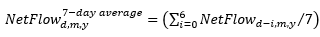 NetFlow_{d,m,y}^{7-day average} = (∑_{i=0}^{6} NetFlow_{d−i,m,y}/7)